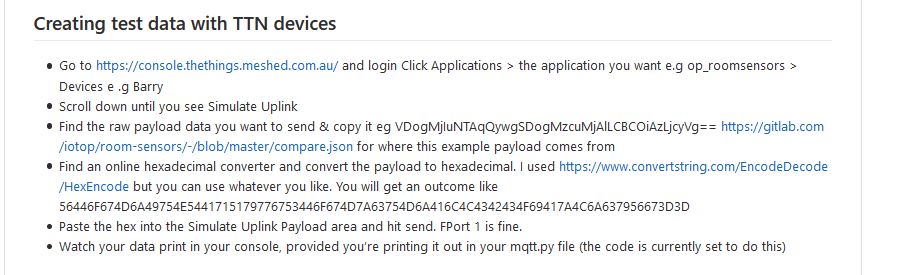 Creating test data with TTN devices
Go to https://console.thethings.meshed.com.au/ and login Click Applications > the application you want e.g op_roomsensors >
Devices e .g Barry
Scroll down until you see Simulate Uplink
Find the raw payload data you want to send & copy it eg VDogMjIuNTAqQywgSDogMzcuMjAlLCBCOiAzLjcyVg== https://gitlab.com
/iotop/room-sensors/-/blob/master/compare.json for where this example payload comes from
Find an online hexadecimal converter and convert the payload to hexadecimal. I used https://www.convertstring.com/EncodeDecode
/HexEncode but you can use whatever you like. You will get an outcome like
56446F674D6A49754E5441715179776753446F674D7A63754D6A416C4C4342434F69417A4C6A637956673D3D
Paste the hex into the Simulate Uplink Payload area and hit send. FPort 1 is fine.
Watch your data print in your console, provided you're printing it out in your mqtt.py file (the code is currently set to do this)